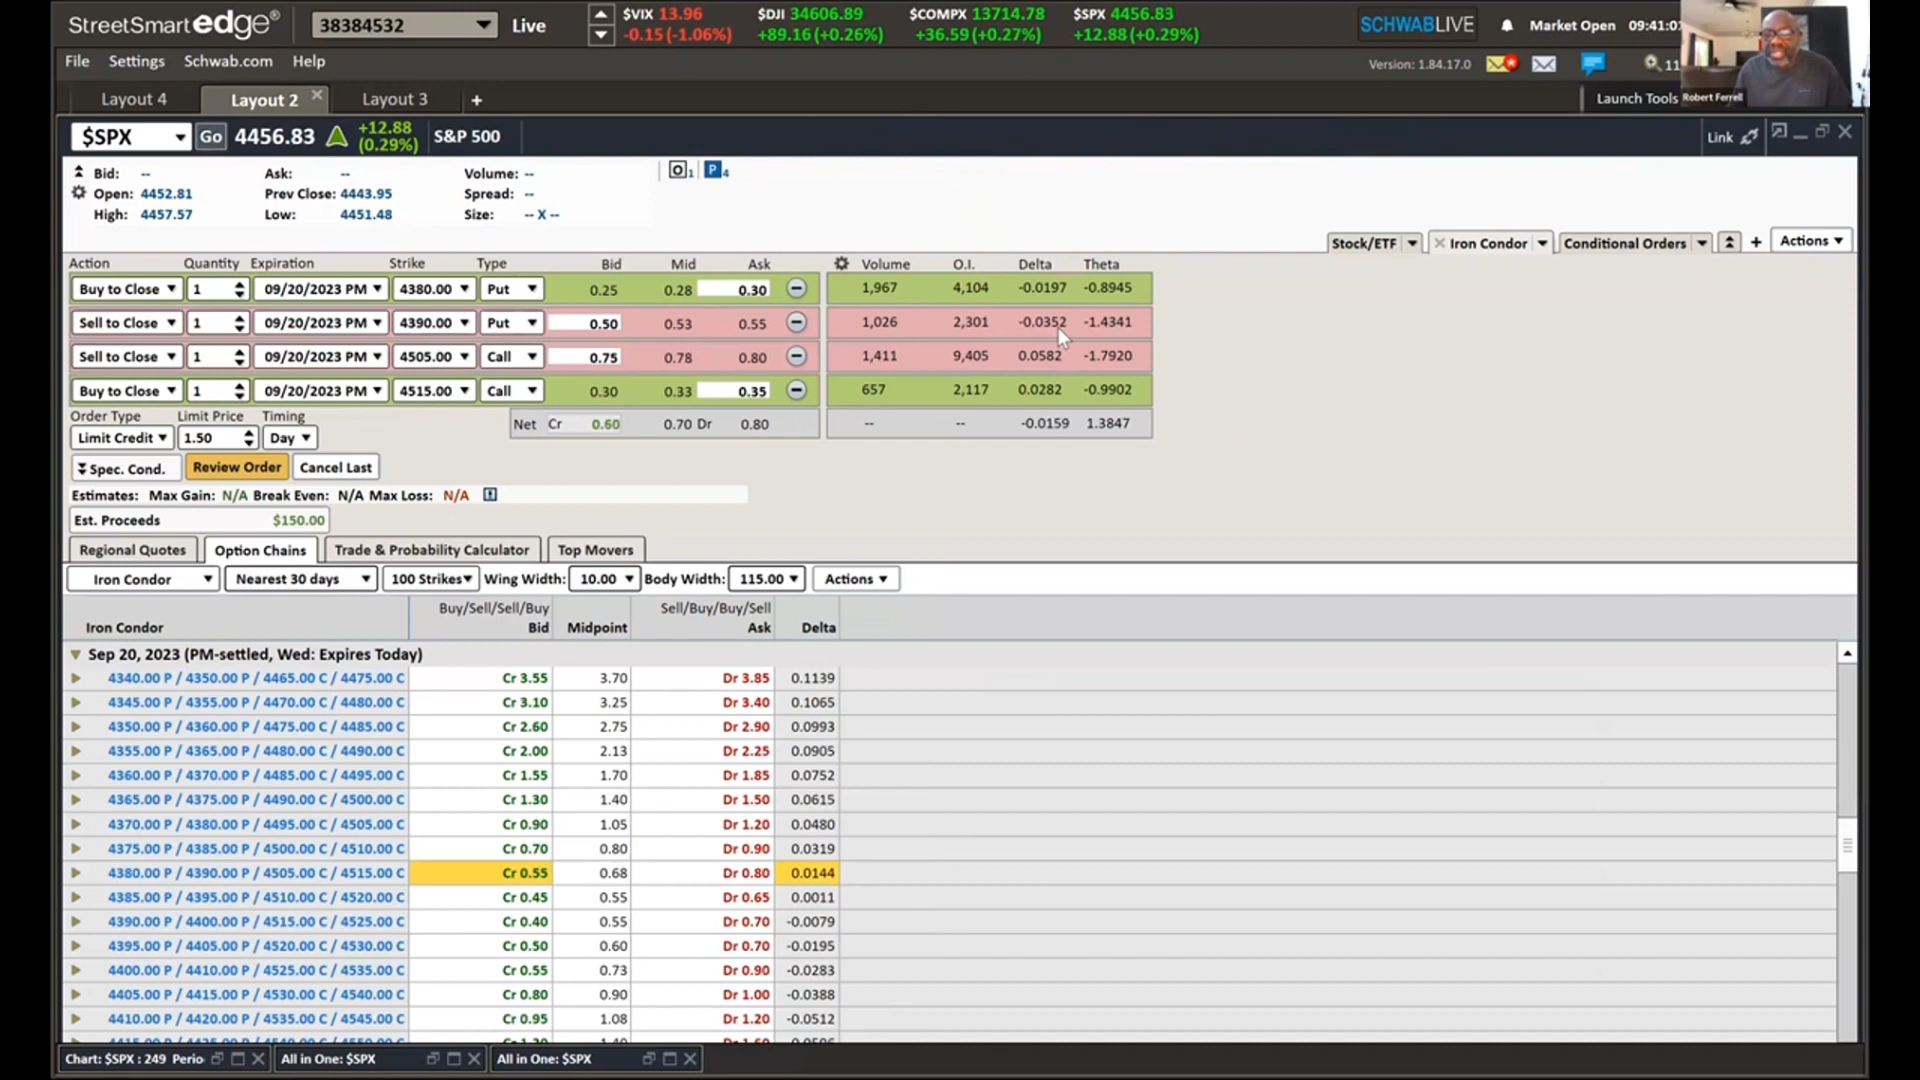 StreetSmart edge® 38384532 Live $VIX 13.96 $DJI 34606.89 $COMPX 13714.78 $SPX 4456.83 SCHWABLIVE Market Open
-0.15 (-1.06%) +89.16 (+0.26%) +36.59 (+0.27%) +12.88 (+0.29%)
File Settings Schwab.com Help Version: 1.84.17.0
Layout 4 Layout 2 Layout 3 + Launch Tools Robert Ferrell
$SPX Go 4456.83 +12.88 (0.29%) S&P 500 Link
Bid: -- Ask: -- Volume: -- O 1 P 4
Open: 4452.81 Prev Close: 4443.95 Spread: --
High: 4457.57 Low: 4451.48 Size: -- X --
Stock/ETF Iron Condor Conditional Orders + Actions
Action Quantity Expiration Strike Type Bid Mid Ask Volume O.I. Delta Theta
Buy to Close 1 09/20/2023 PM 4380.00 Put 0.25 0.28 0.30 1,967 4,104 -0.0197 -0.8945
Sell to Close 1 09/20/2023 PM 4390.00 Put 0.50 0.53 0.55 1,026 2,301 -0.0352 -1.4341
Sell to Close 1 09/20/2023 PM 4505.00 Call 0.75 0.78 0.80 1,411 9,405 0.0582 -1.7920
Buy to Close 1 09/20/2023 PM 4515.00 Call 0.30 0.33 0.35 657 2,117 0.0282 -0.9902
Order Type Limit Price Timing Net Cr 0.60 0.70 Dr 0.80 -- -- -0.0159 1.3847
Limit Credit 1.50 Day
Spec. Cond. Review Order Cancel Last
Estimates: Max Gain: N/A Break Even: N/A Max Loss: N/A
Est. Proceeds $150.00
Regional Quotes Option Chains Trade & Probability Calculator Top Movers
Iron Condor Nearest 30 days 100 Strikes Wing Width: 10.00 Body Width: 115.00 Actions
Buy/Sell/Sell/Buy Sell/Buy/Buy/Sell
Iron Condor Bid Midpoint Ask Delta
Sep 20, 2023 (PM-settled, Wed: Expires Today)
4340.00 P / 4350.00 P / 4465.00 C / 4475.00 C Cr 3.55 3.70 Dr 3.85 0.1139
4345.00 P / 4355.00 P / 4470.00 C / 4480.00 C Cr 3.10 3.25 Dr 3.40 0.1065
4350.00 P / 4360.00 P / 4475.00 C / 4485.00 C Cr 2.60 2.75 Dr 2.90 0.0993
4355.00 P / 4365.00 P / 4480.00 C / 4490.00 C Cr 2.00 2.13 Dr 2.25 0.0905
4360.00 P / 4370.00 P / 4485.00 C / 4495.00 C Cr 1.55 1.70 Dr 1.85 0.0752
4365.00 P / 4375.00 P / 4490.00 C / 4500.00 C Cr 1.30 1.40 Dr 1.50 0.0615
4370.00 P / 4380.00 P / 4495.00 C / 4505.00 C Cr 0.90 1.05 Dr 1.20 0.0480
4375.00 P / 4385.00 P / 4500.00 C / 4510.00 C Cr 0.70 0.80 Dr 0.90 0.0319
4380.00 P / 4390.00 P / 4505.00 C / 4515.00 C Cr 0.55 0.68 Dr 0.80 0.0144
4385.00 P / 4395.00 P / 4510.00 C / 4520.00 C Cr 0.45 0.55 Dr 0.65 0.0011
4390.00 P / 4400.00 P / 4515.00 C / 4525.00 C Cr 0.40 0.55 Dr 0.70 -0.0079
4395.00 P / 4405.00 P / 4520.00 C / 4530.00 C Cr 0.50 0.60 Dr 0.70 -0.0195
4400.00 P / 4410.00 P / 4525.00 C / 4535.00 C Cr 0.55 0.73 Dr 0.90 -0.0283
4405.00 P / 4415.00 P / 4530.00 C / 4540.00 C Cr 0.80 0.90 Dr 1.00 -0.0388
4410.00 P / 4420.00 P / 4535.00 C / 4545.00 C Cr 0.95 1.08 Dr 1.20 -0.0512
Chart: $SPX : 249 Perio All in One: $SPX All in One: $SPX